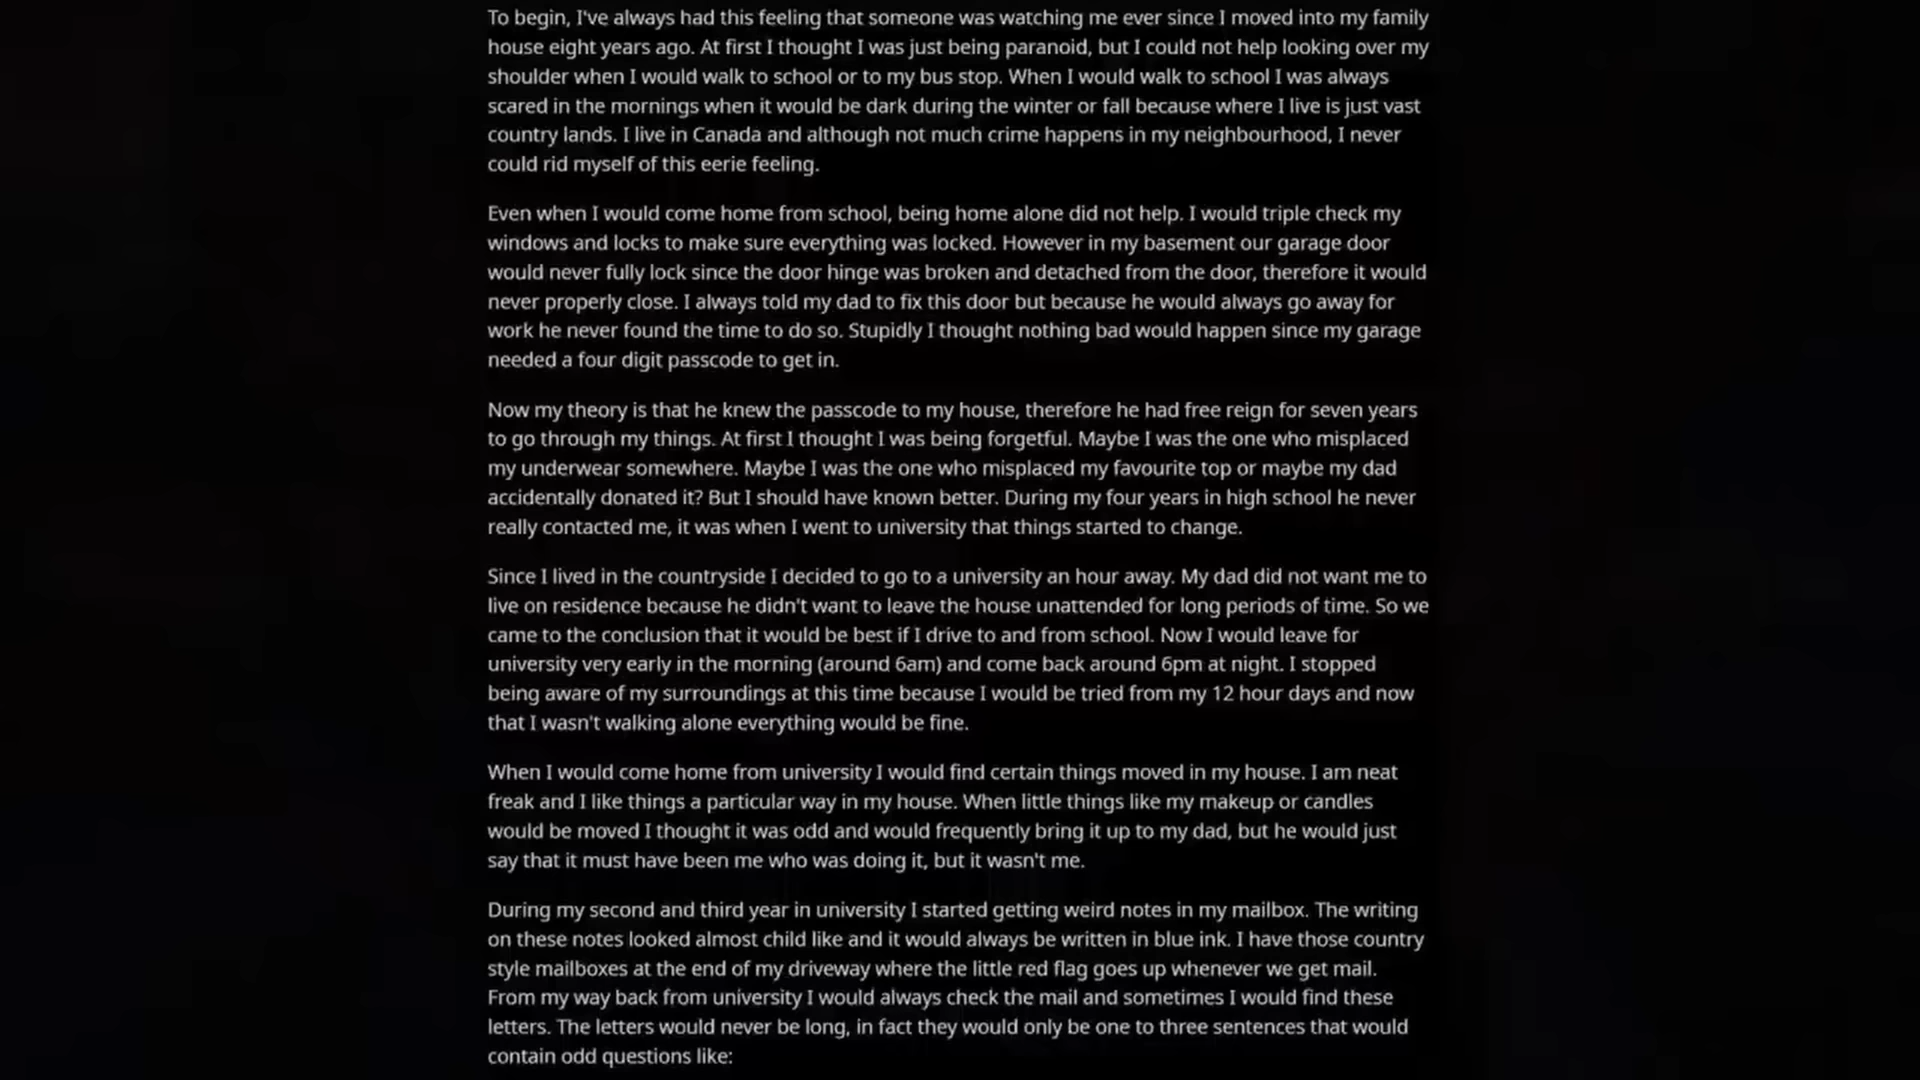 To begin, I've always had this feeling that someone was watching me ever since I moved into my family
house eight years ago. At first I thought I was just being paranoid, but I could not help looking over my
shoulder when I would walk to school or to my bus stop. When I would walk to school I was always
scared in the mornings when it would be dark during the winter or fall because where I live is just vast
country lands. I live in Canada and although not much crime happens in my neighbourhood, I never
could rid myself of this eerie feeling.
Even when I would come home from school, being home alone did not help. I would triple check my
windows and locks to make sure everything was locked. However in my basement our garage door
would never fully lock since the door hinge was broken and detached from the door, therefore it would
never properly close. I always told my dad to fix this door but because he would always go away for
work he never found the time to do so. Stupidly I thought nothing bad would happen since my garage
needed a four digit passcode to get in.
Now my theory is that he knew the passcode to my house, therefore he had free reign for seven years
to go through my things. At first I thought I was being forgetful. Maybe I was the one who misplaced
my underwear somewhere. Maybe I was the one who misplaced my favourite top or maybe my dad
accidentally donated it? But I should have known better. During my four years in high school he never
really contacted me, it was when I went to university that things started to change.
Since I lived in the countryside I decided to go to a university an hour away. My dad did not want me to
live on residence because he didn't want to leave the house unattended for long periods of time. So we
came to the conclusion that it would be best if I drive to and from school. Now I would leave for
university very early in the morning (around 6am) and come back around 6pm at night. I stopped
being aware of my surroundings at this time because I would be tried from my 12 hour days and now
that I wasn't walking alone everything would be fine.
When I would come home from university I would find certain things moved in my house. I am neat
freak and I like things a particular way in my house. When little things like my makeup or candles
would be moved I thought it was odd and would frequently bring it up to my dad, but he would just
say that it must have been me who was doing it, but it wasn't me.
During my second and third year in university I started getting weird notes in my mailbox. The writing
on these notes looked almost child like and it would always be written in blue ink. I have those country
style mailboxes at the end of my driveway where the little red flag goes up whenever we get mail.
From my way back from university I would always check the mail and sometimes I would find these
letters. The letters would never be long, in fact they would only be one to three sentences that would
contain odd questions like: